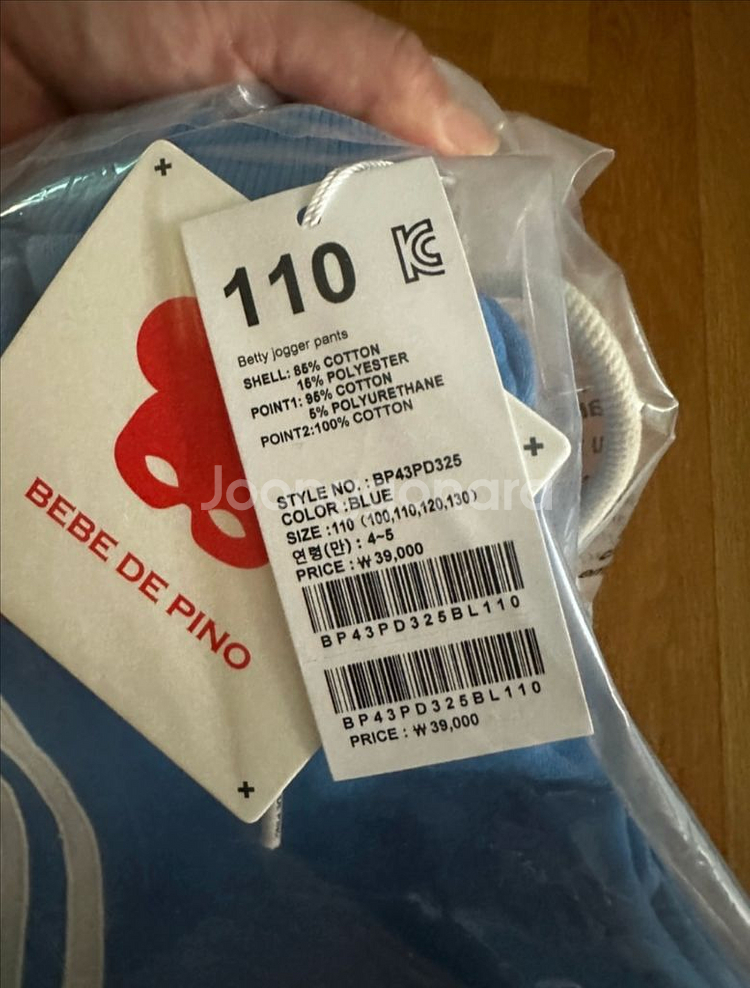 110
KC
Betty jogger pants
SHELL: 85% COTTON
15% POLYESTER
POINT1: 95% COTTON
5% POLYURETHANE
POINT2:100% COTTON
STYLE NO. : BP43PD325
COLOR :BLUE
SIZE :110 (100,110,120,130)
연령(만) : 4~5
PRICE : ₩39,000
BP43PD325BL110
BP43PD325BL110
PRICE : ₩39,000
BEBE DE PINO
Joonggonara